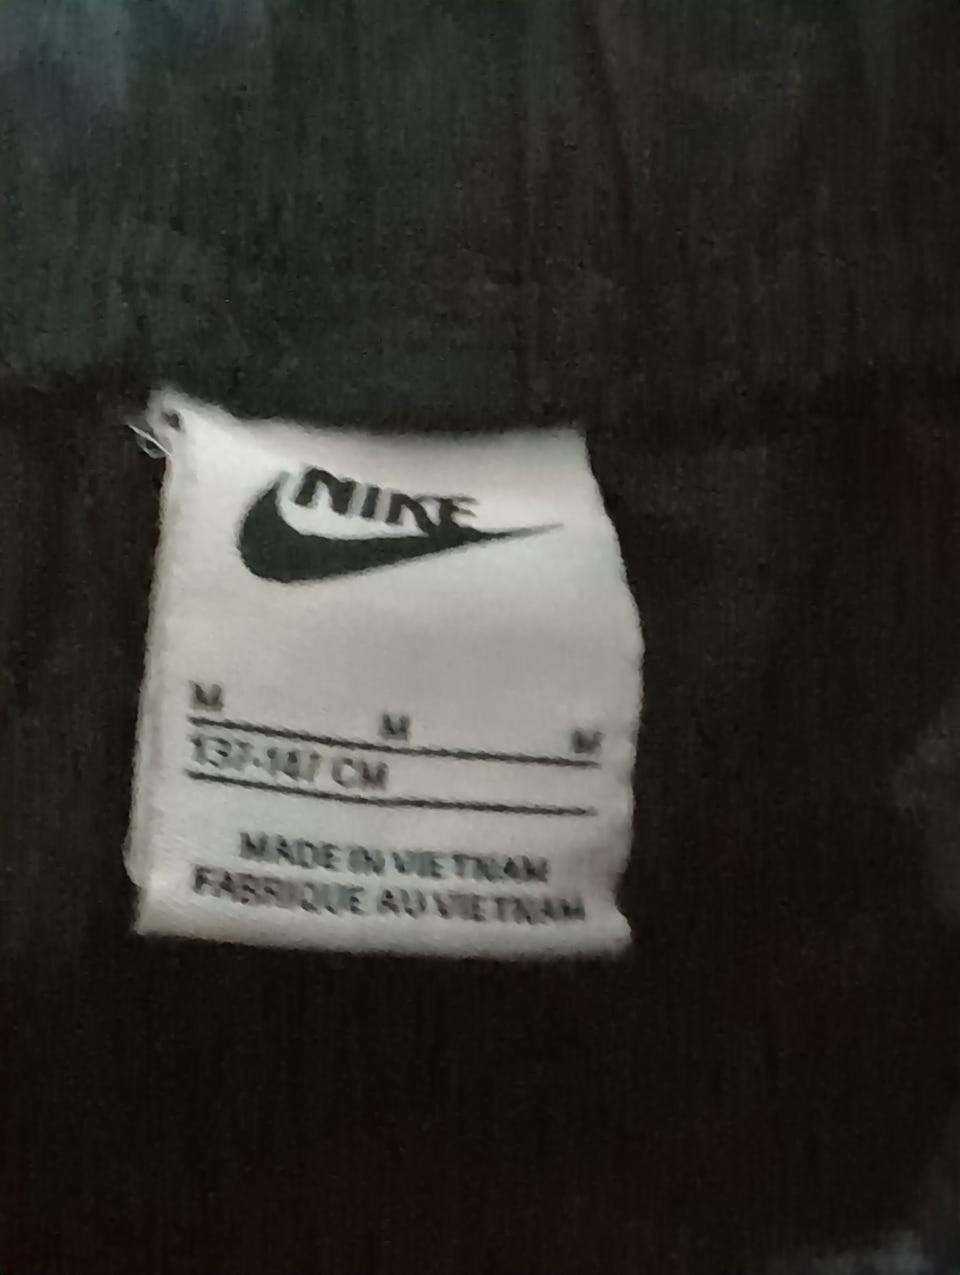 NIKE
M M M
137-147 CM
MADE IN VIETNAM
FABRIQUE AU VIETNAM